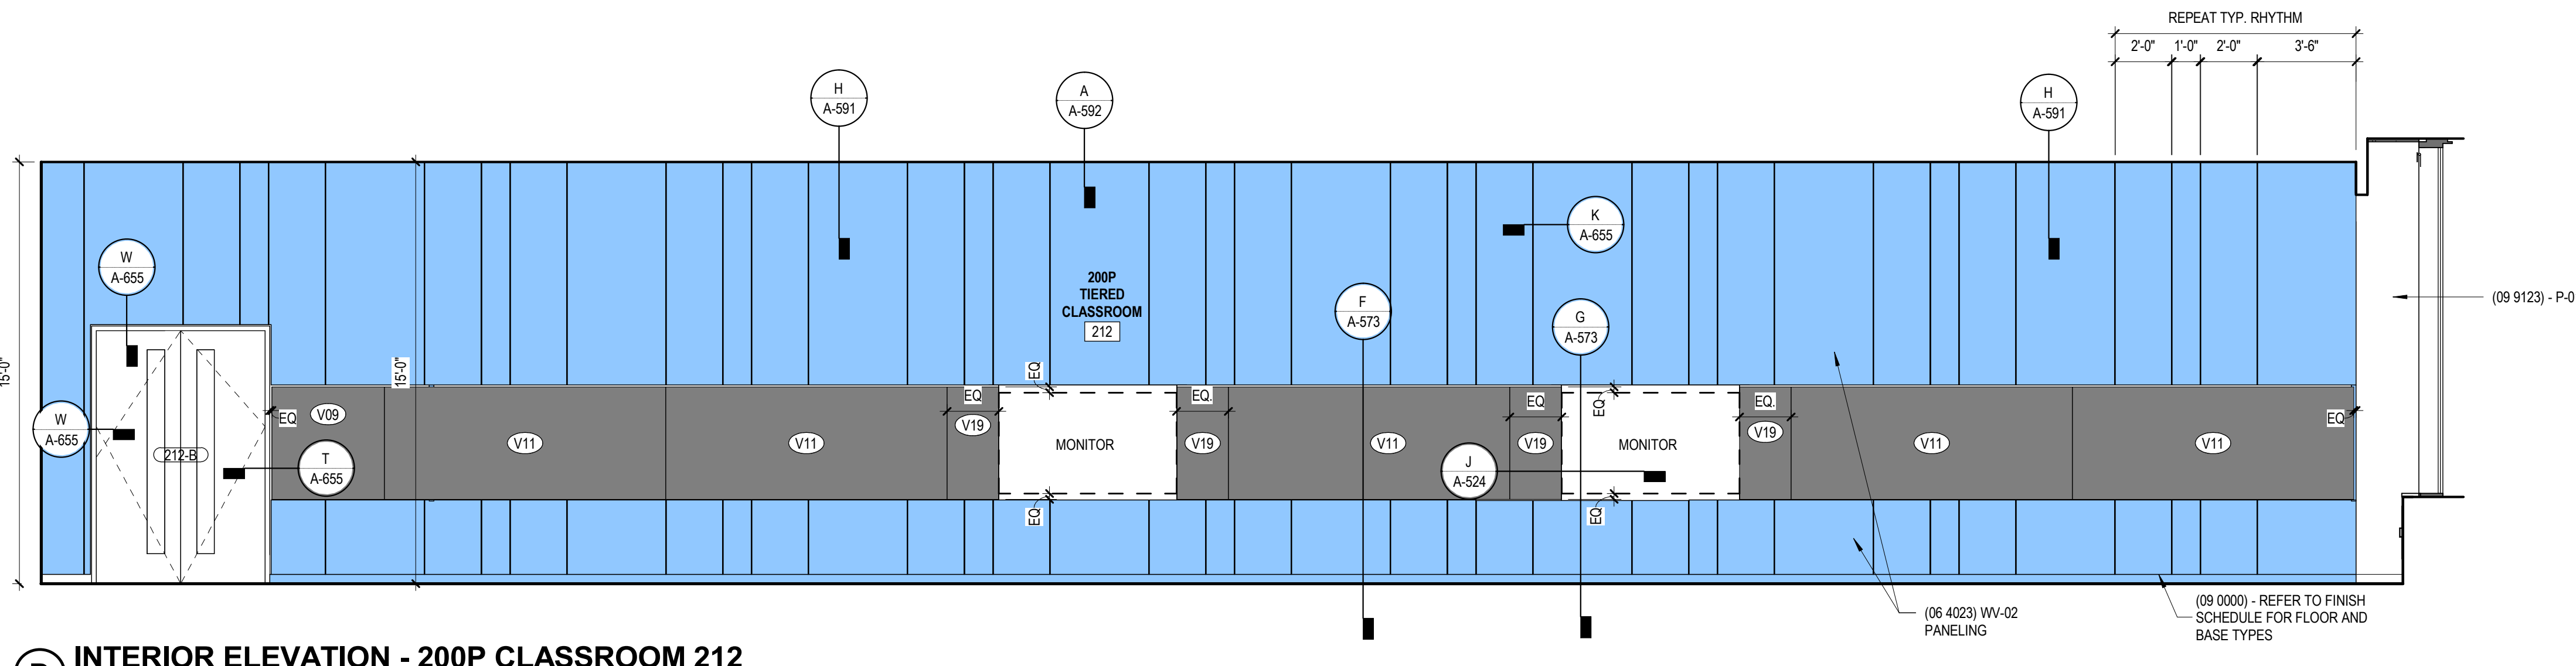 REPEAT TYP. RHYTHM
2'-0"
1'-0"
2'-0"
3'-6"
H
A-591
A
A-592
H
A-591
K
A-655
W
A-655
200P
TIERED
CLASSROOM
212
F
A-573
G
A-573
(09 9123) - P-0
15'-0"
15'-0"
EQ
EQ
EQ
EQ.
EQ
EQ.
EQ
EQ
V09
V19
V19
V19
V19
W
A-655
V11
V11
MONITOR
V11
MONITOR
V11
V11
212-B
T
A-655
J
A-524
EQ
EQ
(06 4023) WV-02
PANELING
(09 0000) - REFER TO FINISH
SCHEDULE FOR FLOOR AND
BASE TYPES
INTERIOR ELEVATION - 200P CLASSROOM 212